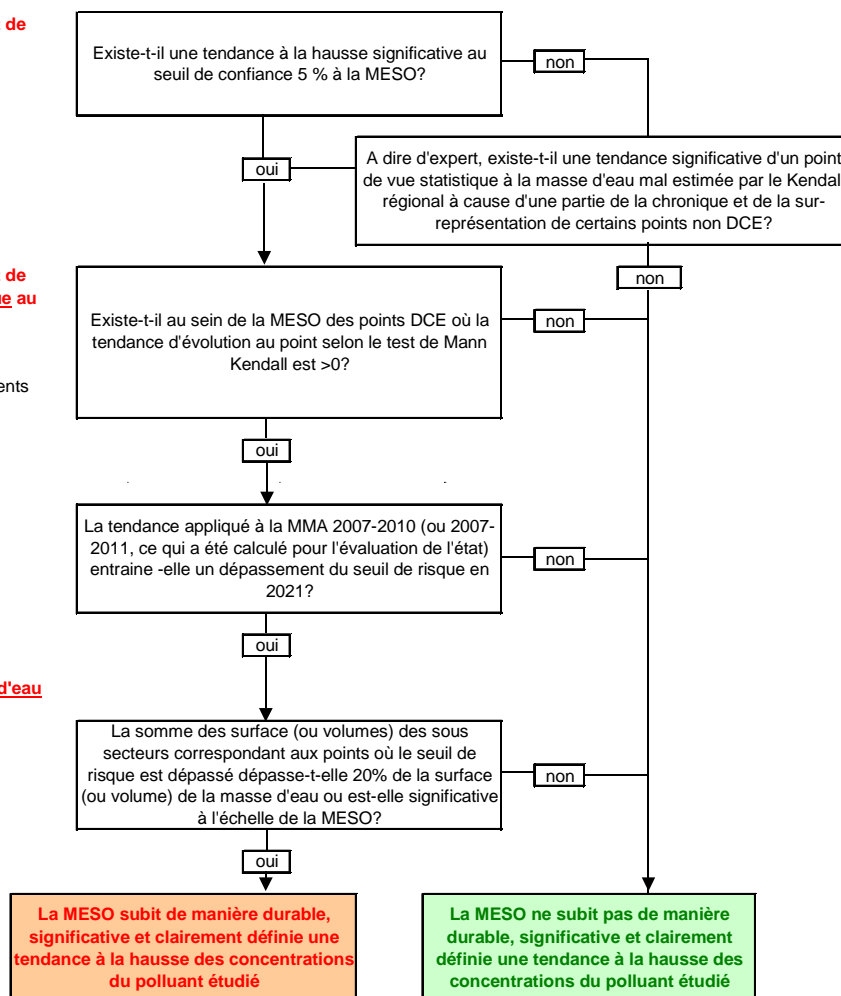 de
Existe-t-il une tendance à la hausse significative au
seuil de confiance 5 % à la MESO?
non
oui
A dire d'expert, existe-t-il une tendance significative d'un point
de vue statistique à la masse d'eau mal estimée par le Kendall
régional à cause d'une partie de la chronique et de la sur-
représentation de certains points non DCE?
non
de
au
Existe-t-il au sein de la MESO des points DCE où la
tendance d'évolution au point selon le test de Mann
Kendall est >0?
non
ents
oui
La tendance appliqué à la MMA 2007-2010 (ou 2007-
2011, ce qui a été calculé pour l'évaluation de l'état)
entraine -elle un dépassement du seuil de risque en
2021?
non
oui
d'eau
La somme des surface (ou volumes) des sous
secteurs correspondant aux points où le seuil de
risque est dépassé dépasse-t-elle 20% de la surface
(ou volume) de la masse d'eau ou est-elle significative
à l'échelle de la MESO?
non
oui
La MESO subit de manière durable,
significative et clairement définie une
tendance à la hausse des concentrations
du polluant étudié
La MESO ne subit pas de manière
durable, significative et clairement
définie une tendance à la hausse des
concentrations du polluant étudié